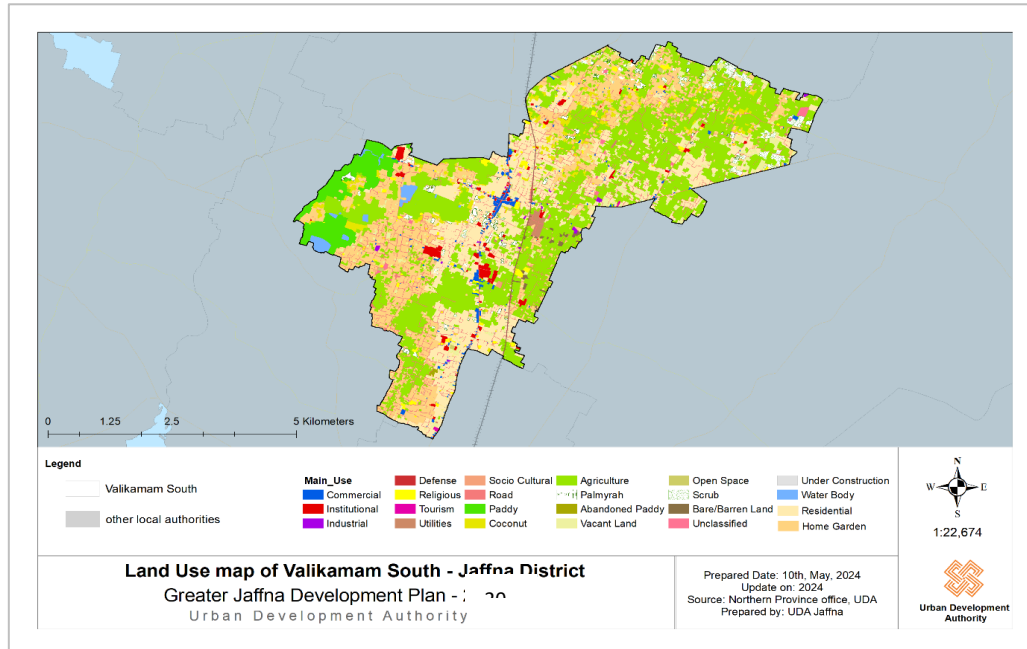 0 1.25 2.5 5 Kilometers
Legend
Valikamam South
other local authorities
Main_Use
Commercial
Institutional
Industrial
Defense
Religious
Tourism
Utilities
Socio Cultural
Road
Paddy
Coconut
Agriculture
Palmyrah
Abandoned Paddy
Vacant Land
Open Space
Scrub
Bare/Barren Land
Unclassified
Under Construction
Water Body
Residential
Home Garden
N
W E
S
1:22,674
Land Use map of Valikamam South - Jaffna District
Greater Jaffna Development Plan -
Urban Development Authority
Prepared Date: 10th, May, 2024
Update on: 2024
Source: Northern Province office, UDA
Prepared by: UDA Jaffna
Urban Development
Authority